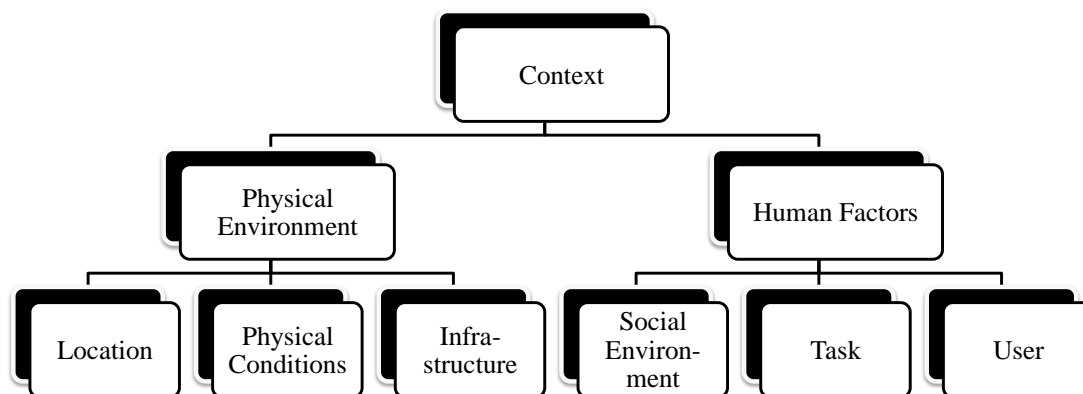 Context
Physical
Environment
Human Factors
Location
Physical
Conditions
Infra-
structure
Social
Environ-
ment
Task
User